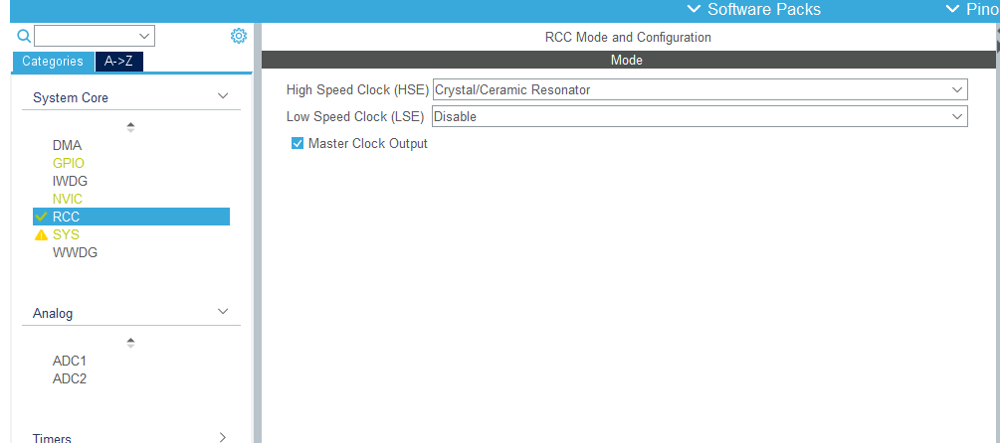 Software Packs
Pino
RCC Mode and Configuration
Mode
Categories
A->Z
System Core
DMA
GPIO
IWDG
NVIC
RCC
SYS
WWDG
Analog
ADC1
ADC2
Timers
High Speed Clock (HSE) Crystal/Ceramic Resonator
Low Speed Clock (LSE) Disable
Master Clock Output